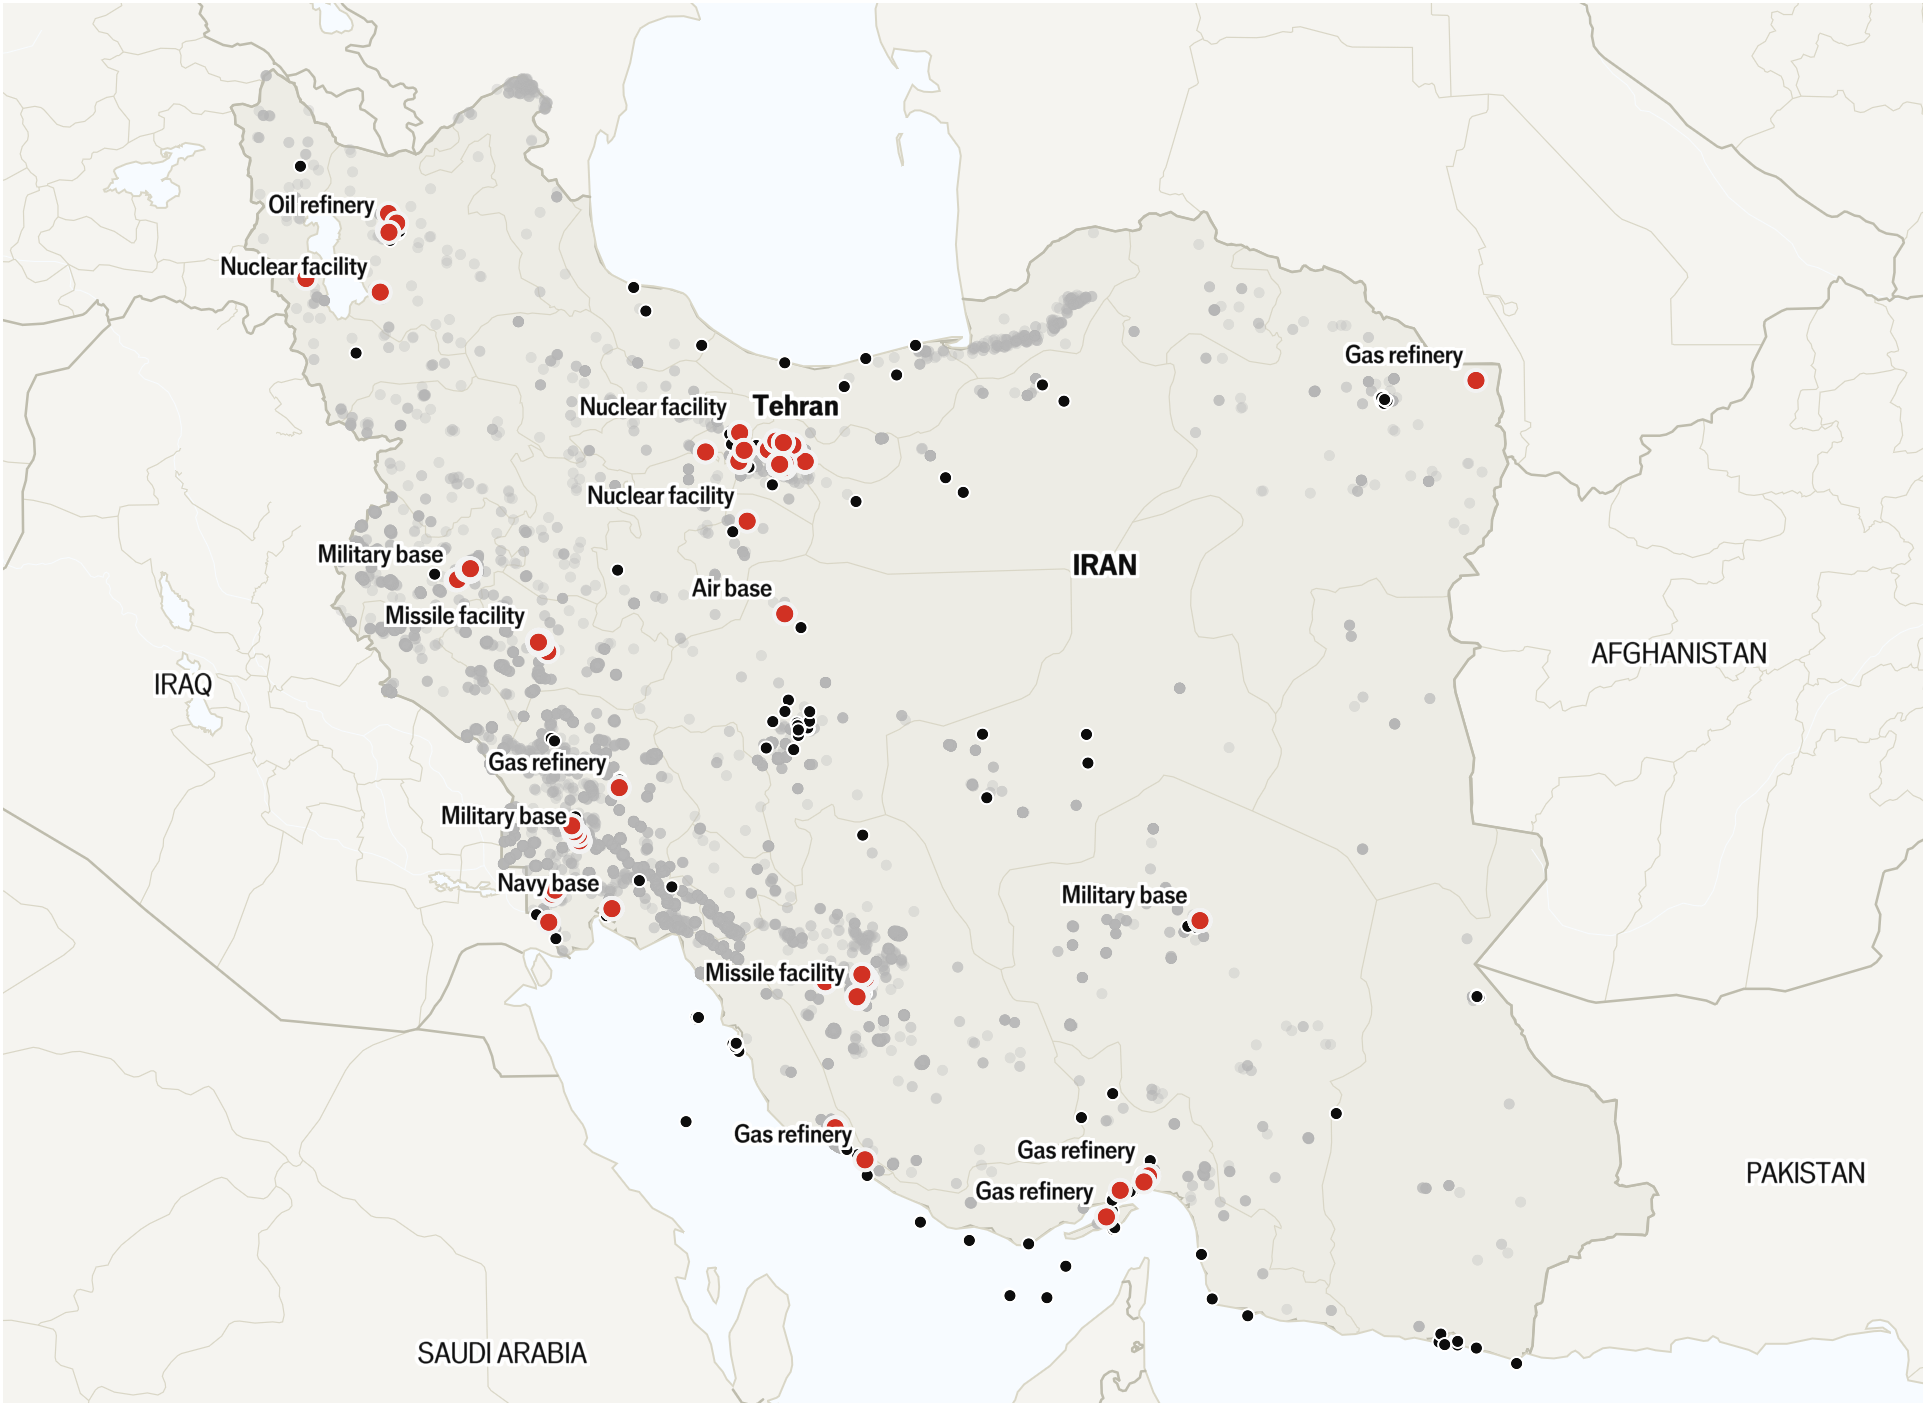 Oil refinery
Nuclear facility
Gas refinery
Nuclear facility
Tehran
Nuclear facility
Military base
IRAN
Air base
Missile facility
AFGHANISTAN
IRAQ
Gas refinery
Military base
Navy base
Military base
Missile facility
Gas refinery
Gas refinery
PAKISTAN
Gas refinery
SAUDI ARABIA